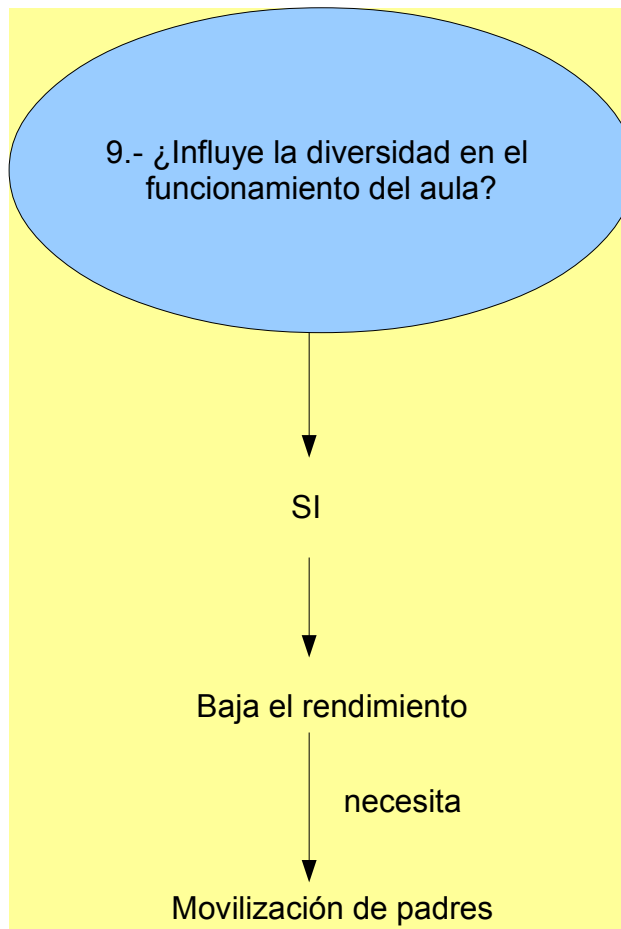 9.- ¿Influye la diversidad en el
funcionamiento del aula?
SI
Baja el rendimiento
necesita
Movilización de padres